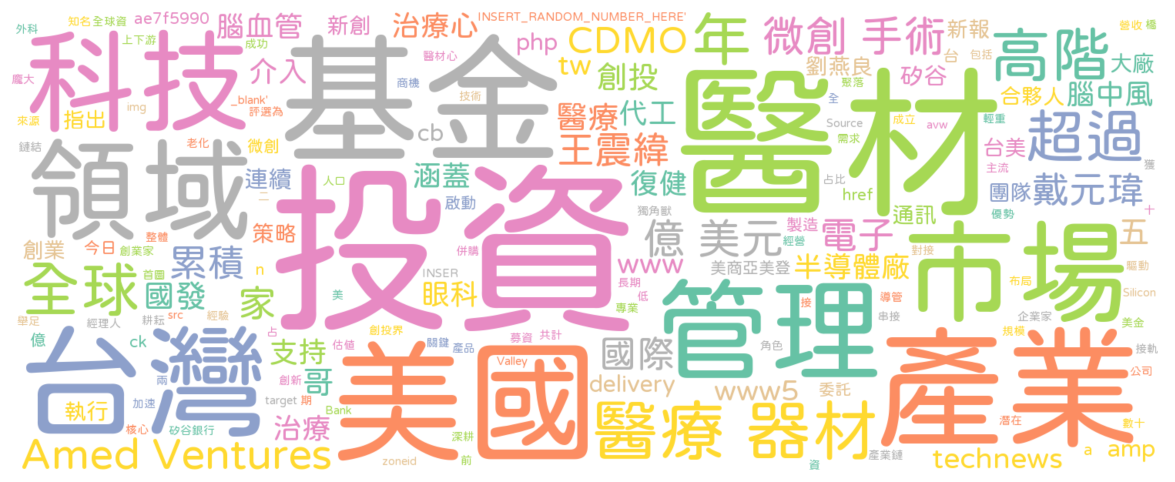 ae7f5990 腦血管 新創 治療心 INSERT_RANDOM_NUMBER_HERE' 年 微創 手術 新報 高階
知名 全球資 外科 上下游 成功 php CDMO 台 包括 營收 橋
科技 基金 醫材 tw 創投 劉燕良 矽谷 大廠
龐大 介入 醫材心 商機 全 聚落 合夥人 腦中風
img _blank' 評選為 技術 醫療 代工 Source 成立 輕重 超過
來源 指出 cb 王震緯 需求 avw
鏈結 老化 微創 台美 主流 獲
領域 連續 人口 涵蓋 投資 復健 占比 href 團隊 戴元瑋
二 啟動 獨角獸 通訊 優勢 十
創業 整體 今日 創業家 策略 併購 億 美元 製造 電子 經營 對接 五
全球 累積 n INSER www 美商亞美登 半導體廠 市場 驅動
首圖 國發 家 美 眼科 長期 低 專業 接 導管 布局 Silicon
舉足 經理人 耕耘 src 經驗 占 創投界 募資 共計 管理 串接 企業家 美金
億 台灣 ck 支持 估值 美國 關鍵 產品 國際 角色 規模 產業 接軌
兩 創新 哥 Valley delivery www5 委託 公司
執行 加速 target 期 Bank 醫療 器材 潛在 數十
核心 矽谷銀行 治療 深耕 產業鏈 a amp
Amed Ventures zoneid 前 資 technews